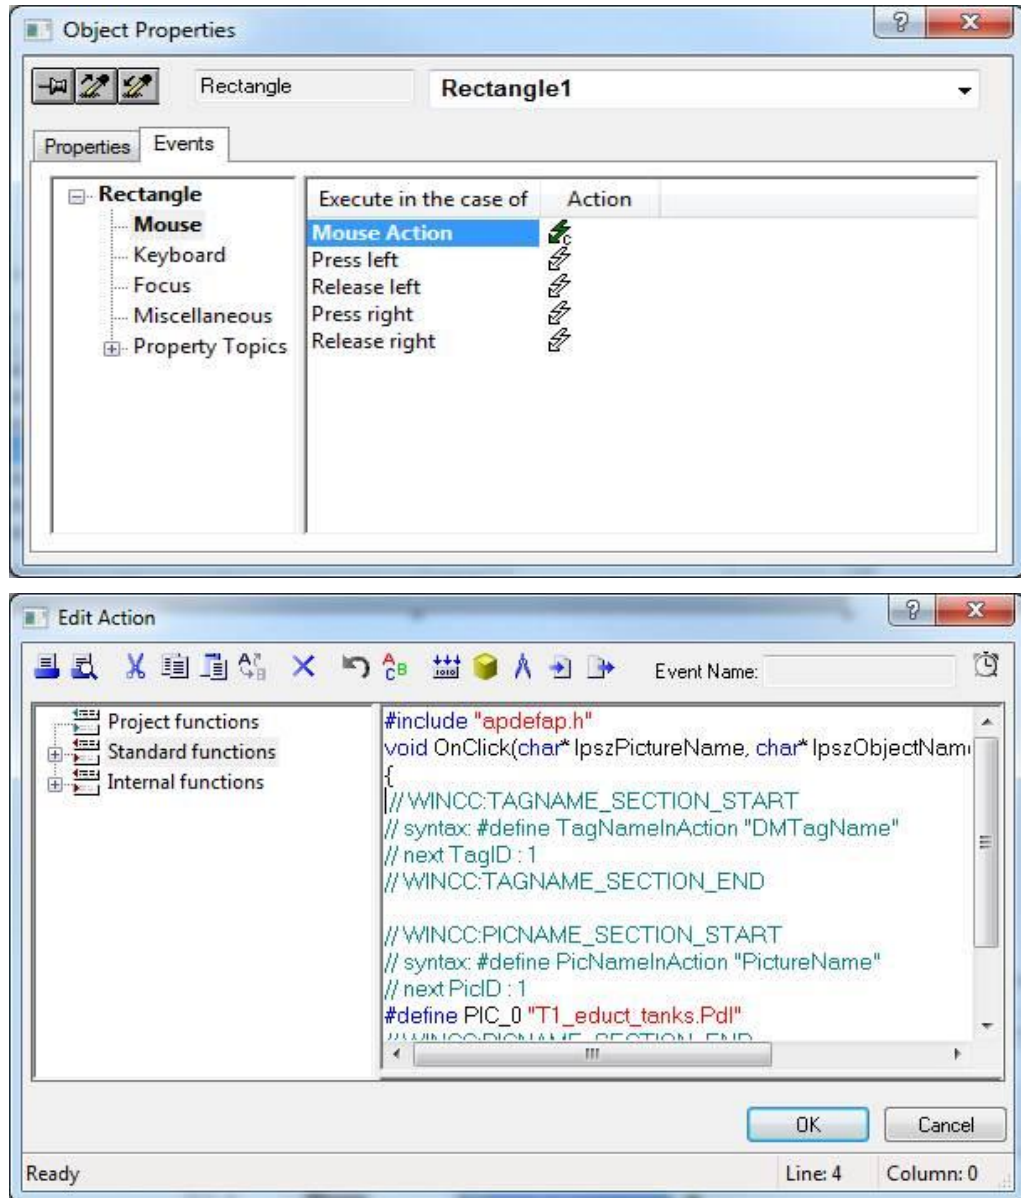 Object Properties
Rectangle
Rectangle1
Properties
Events
Rectangle
Mouse
Keyboard
Focus
Miscellaneous
Property Topics
Execute in the case of Action
Mouse Action
Press left
Release left
Press right
Release right
Edit Action
Event Name:
Project functions
Standard functions
Internal functions
#include "apdefap.h"
void OnClick(char* lpszPictureName, char* lpszObjectName
{
// WINCC:TAGNAME_SECTION_START
// syntax: #define TagNameInAction "DMTagName"
// next TagID : 1
// WINCC:TAGNAME_SECTION_END
// WINCC:PICNAME_SECTION_START
// syntax: #define PicNameInAction "PictureName"
// next PicID : 1
#define PIC_0 "T1_educt_tanks.Pdl"
// WINCC:PICNAME_SECTION_END
OK
Cancel
Ready
Line: 4
Column: 0